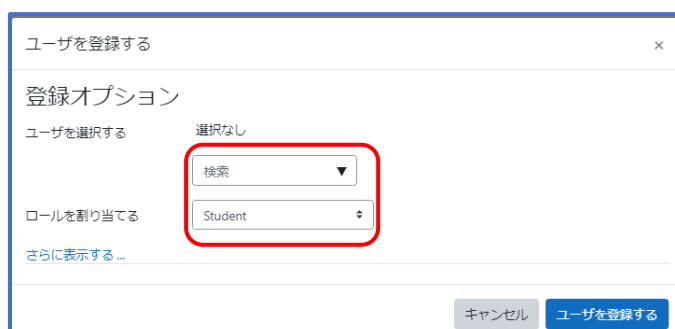 ユーザを登録する ×
登録オプション
ユーザを選択する 選択なし
検索 ▼
ロールを割り当てる Student
さらに表示する ...
キャンセル ユーザを登録する